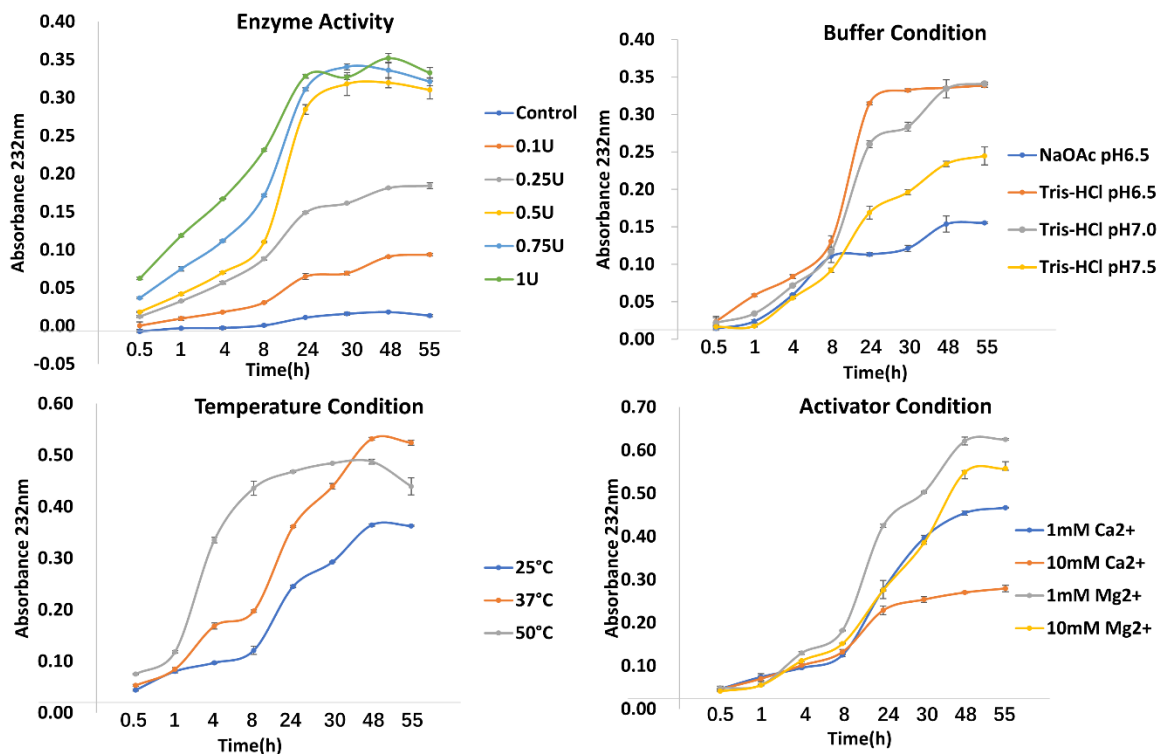 Enzyme Activity
0.40
0.35
0.30
0.25
0.20
0.15
0.10
0.05
0.00
-0.05
Absorbance 232nm
0.5 1 4 8 24 30 48 55
Time(h)
Control
0.1U
0.25U
0.5U
0.75U
1U
Buffer Condition
0.40
0.35
0.30
0.25
0.20
0.15
0.10
0.05
0.00
Absorbance 232nm
0.5 1 4 8 24 30 48 55
Time(h)
NaOAc pH6.5
Tris-HCl pH6.5
Tris-HCl pH7.0
Tris-HCl pH7.5
Temperature Condition
0.60
0.50
0.40
0.30
0.20
0.10
0.00
Absorbance 232nm
0.5 1 4 8 24 30 48 55
Time(h)
25°C
37°C
50°C
Activator Condition
0.70
0.60
0.50
0.40
0.30
0.20
0.10
0.00
Absorbance 232nm
0.5 1 4 8 24 30 48 55
Time(h)
1mM Ca2+
10mM Ca2+
1mM Mg2+
10mM Mg2+